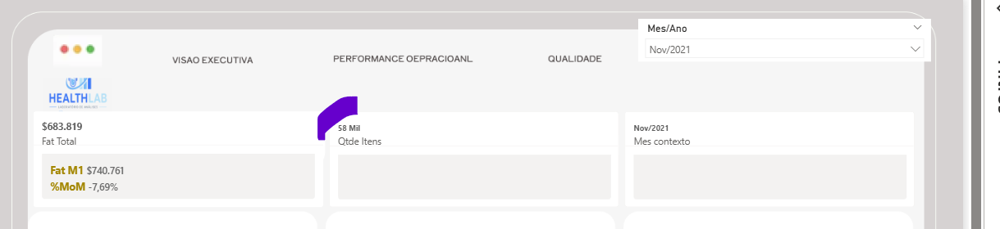 Mes/Ano
Nov/2021
VISAO EXECUTIVA
PERFORMANCE OEPRACIOANL
QUALIDADE
HEALTHLAB
$683.819
Fat Total
Fat M1 $740.761
%MoM -7,69%
58 Mil
Qtde Itens
Nov/2021
Mes contexto